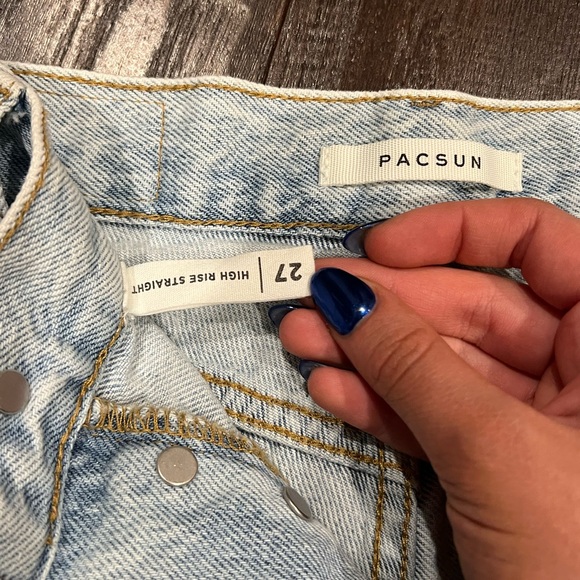 PACSUN
27 | HIGH RISE STRAIGHT